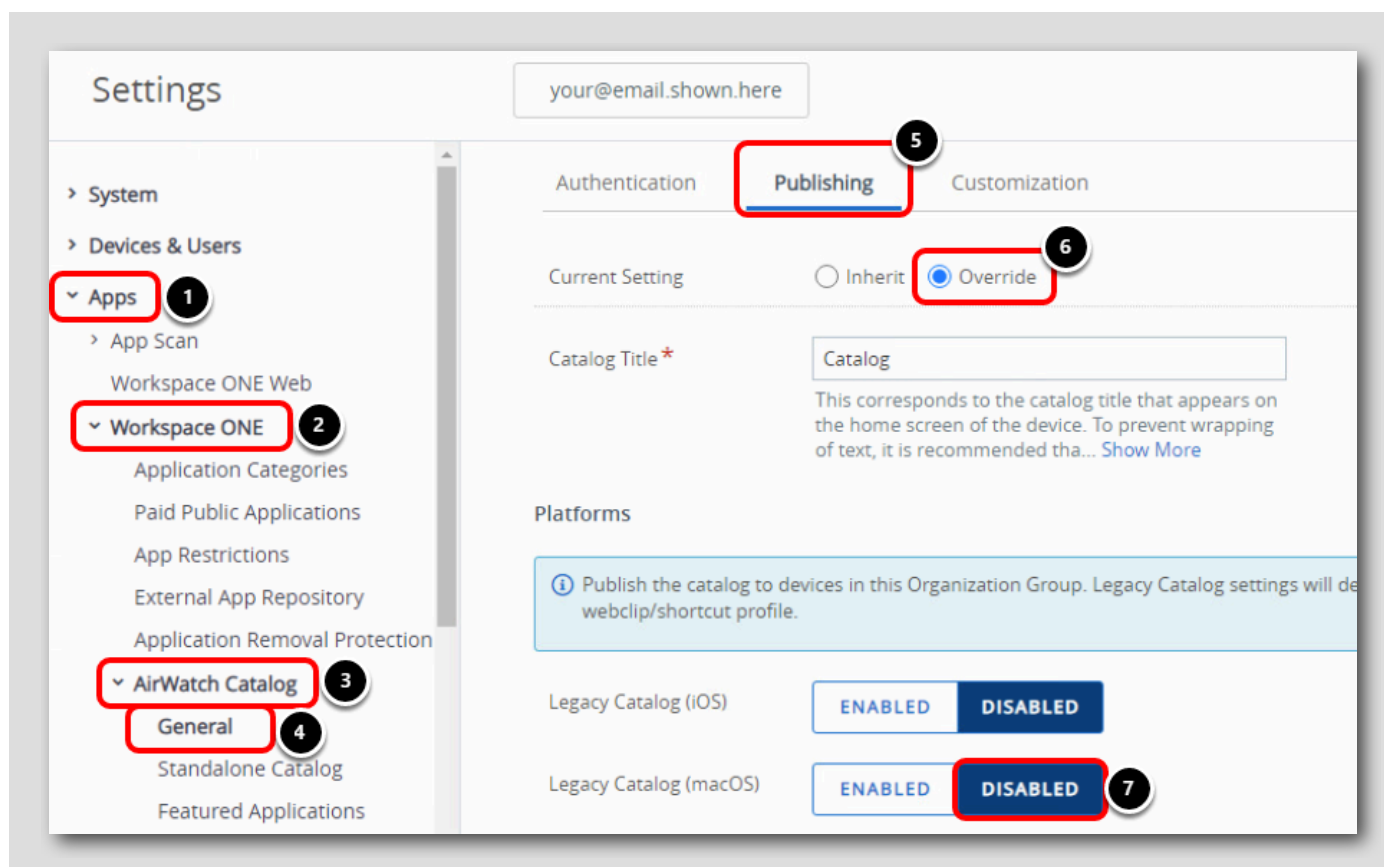 Settings
your@email.shown.here
System
Devices & Users
Apps 1
App Scan
Workspace ONE Web
Workspace ONE 2
Application Categories
Paid Public Applications
App Restrictions
External App Repository
Application Removal Protection
AirWatch Catalog 3
General 4
Standalone Catalog
Featured Applications
5
Authentication Publishing Customization
6
Current Setting Inherit Override
Catalog Title * Catalog
This corresponds to the catalog title that appears on
the home screen of the device. To prevent wrapping
of text, it is recommended tha... Show More
Platforms
Publish the catalog to devices in this Organization Group. Legacy Catalog settings will de
webclip/shortcut profile.
Legacy Catalog (iOS) ENABLED DISABLED
Legacy Catalog (macOS) ENABLED DISABLED 7